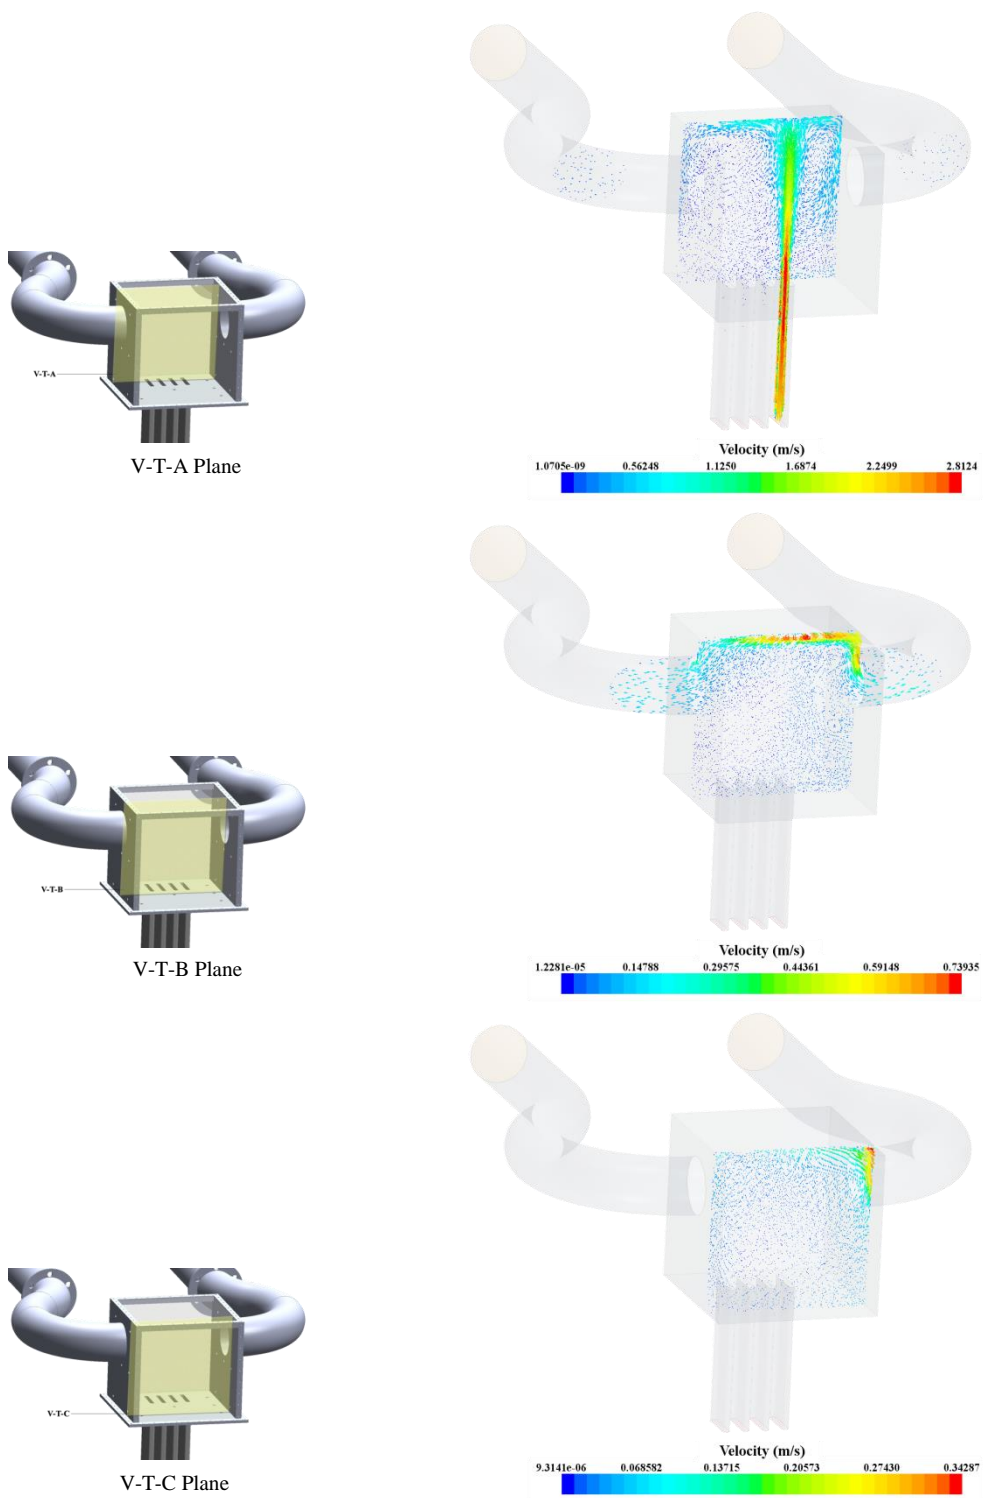 V-T-A
V-T-A Plane
Velocity (m/s)
1.0705e-09 0.56248 1.1250 1.6874 2.2499 2.8124
V-T-B
V-T-B Plane
Velocity (m/s)
1.2281e-05 0.14788 0.29575 0.44361 0.59148 0.73935
V-T-C
V-T-C Plane
Velocity (m/s)
9.3141e-06 0.068582 0.13715 0.20573 0.27430 0.34287